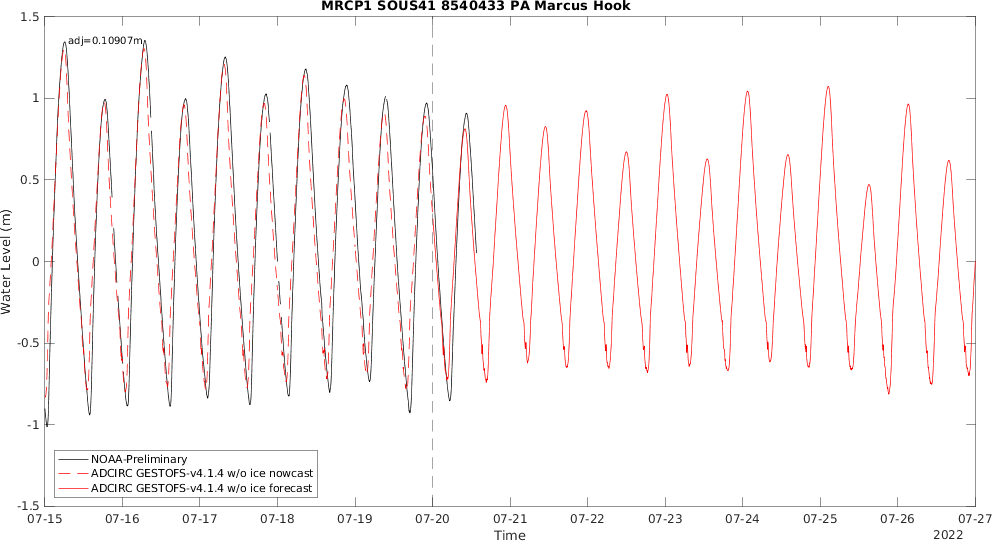 MRCP1 SOUS41 8540433 PA Marcus Hook
adj=0.10907m
1.5
1
0.5
0
-0.5
-1
-1.5
Water Level (m)
NOAA-Preliminary
ADCIRC GESTOFS-v4.1.4 w/o ice nowcast
ADCIRC GESTOFS-v4.1.4 w/o ice forecast
07-15 07-16 07-17 07-18 07-19 07-20 07-21 07-22 07-23 07-24 07-25 07-26 07-27
Time
2022